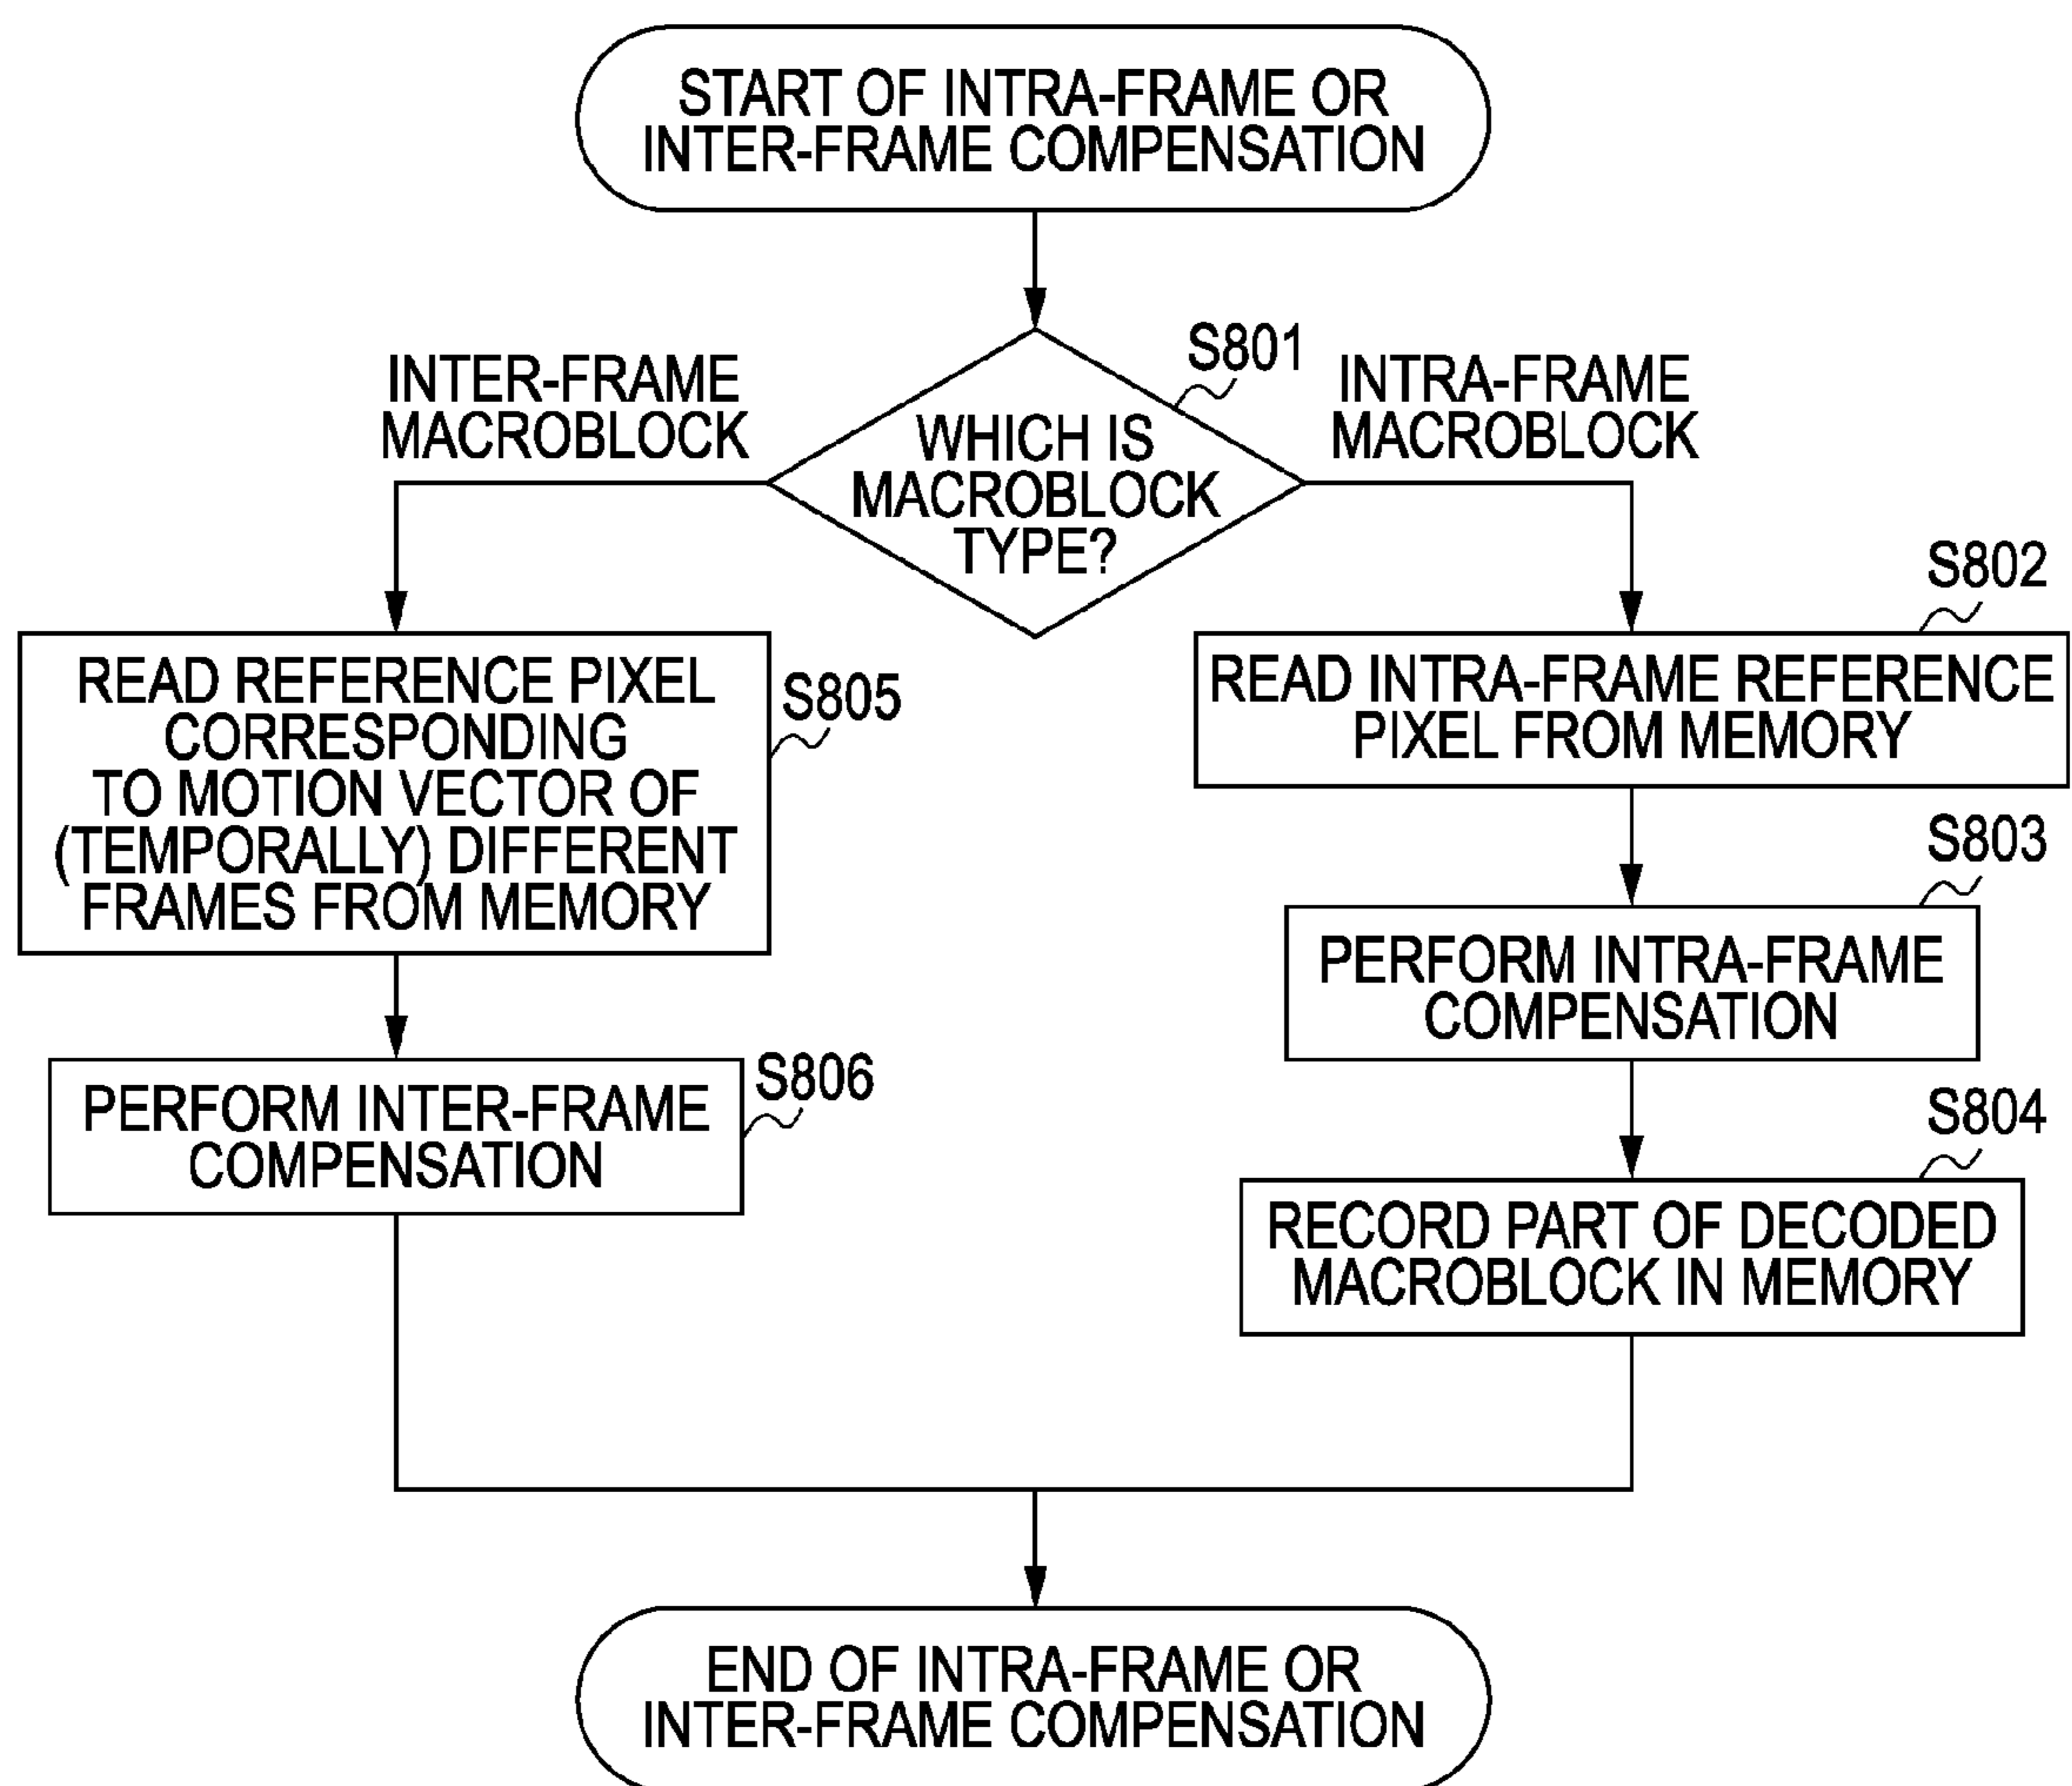 START OF INTRA-FRAME OR
INTER-FRAME COMPENSATION
S801
INTER-FRAME
MACROBLOCK
WHICH IS
MACROBLOCK
TYPE?
INTRA-FRAME
MACROBLOCK
S802
READ INTRA-FRAME REFERENCE
PIXEL FROM MEMORY
S803
PERFORM INTRA-FRAME
COMPENSATION
S804
RECORD PART OF DECODED
MACROBLOCK IN MEMORY
S805
READ REFERENCE PIXEL
CORRESPONDING
TO MOTION VECTOR OF
(TEMPORALLY) DIFFERENT
FRAMES FROM MEMORY
S806
PERFORM INTER-FRAME
COMPENSATION
END OF INTRA-FRAME OR
INTER-FRAME COMPENSATION